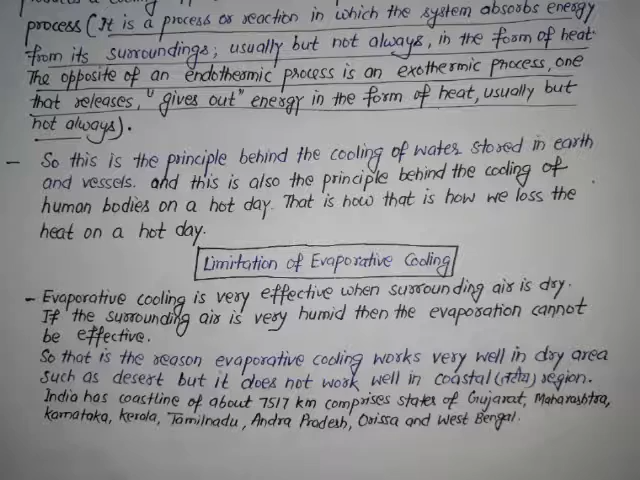 process (It is a process or reaction in which the system absorbs energy
from its surroundings; usually but not always, in the form of heat.
The opposite of an endothermic process is an exothermic process, one
that releases, "gives out" energy in the form of heat, usually but
not always).
- So this is the principle behind the cooling of water stored in earth
and vessels. and this is also the principle behind the cooling of
human bodies on a hot day. That is how that is how we loss the
heat on a hot day.
Limitation of Evaporative Cooling
- Evaporative cooling is very effective when surrounding air is dry.
If the surrounding air is very humid then the evaporation cannot
be effective.
So that is the reason evaporative cooling works very well in dry area
such as desert but it does not work well in coastal (तटीय) region.
India has coastline of about 7517 km comprises states of Gujarat, Maharashtra,
Karnataka, Kerola, Tamilnadu, Andra Pradesh, Orissa and West Bengal.